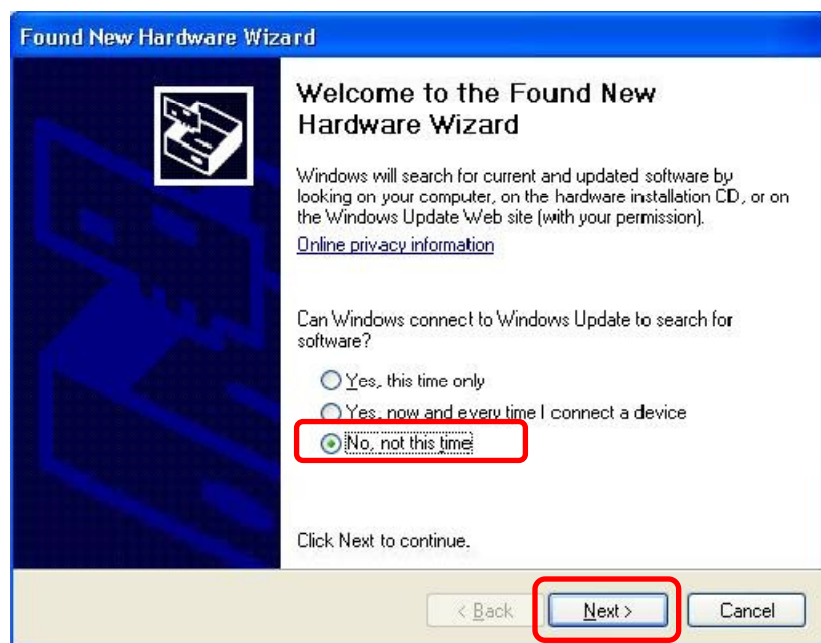 Found New Hardware Wizard
Welcome to the Found New
Hardware Wizard
Windows will search for current and updated software by
looking on your computer, on the hardware installation CD, or on
the Windows Update Web site (with your permission).
Online privacy information
Can Windows connect to Windows Update to search for
software?
Yes, this time only
Yes, now and every time I connect a device
No, not this time
Click Next to continue.
< Back
Next >
Cancel